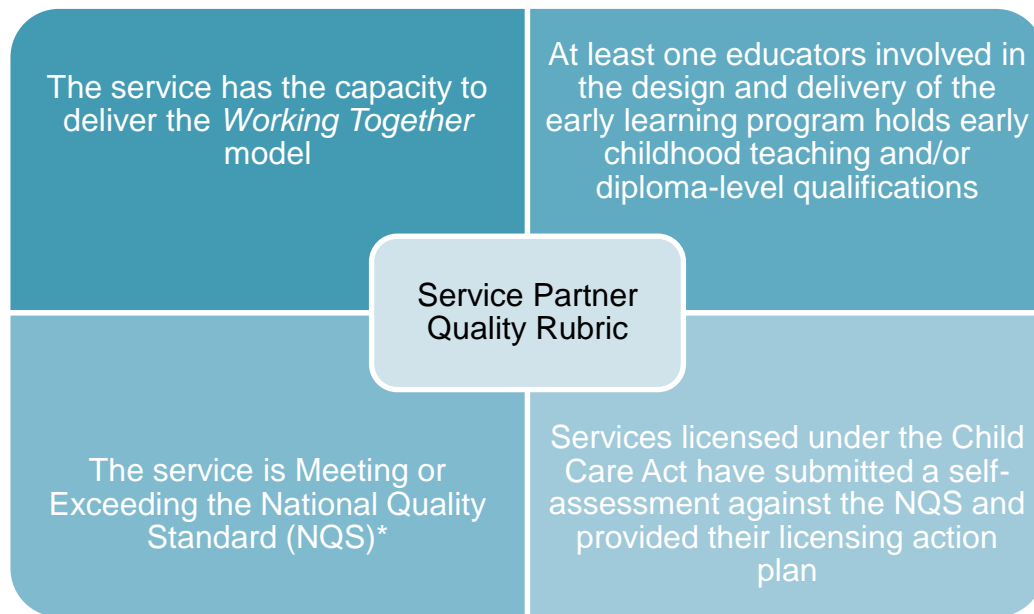 The service has the capacity to
deliver the Working Together
model
At least one educators involved in
the design and delivery of the
early learning program holds early
childhood teaching and/or
diploma-level qualifications
Service Partner
Quality Rubric
The service is Meeting or
Exceeding the National Quality
Standard (NQS)*
Services licensed under the Child
Care Act have submitted a self-
assessment against the NQS and
provided their licensing action
plan